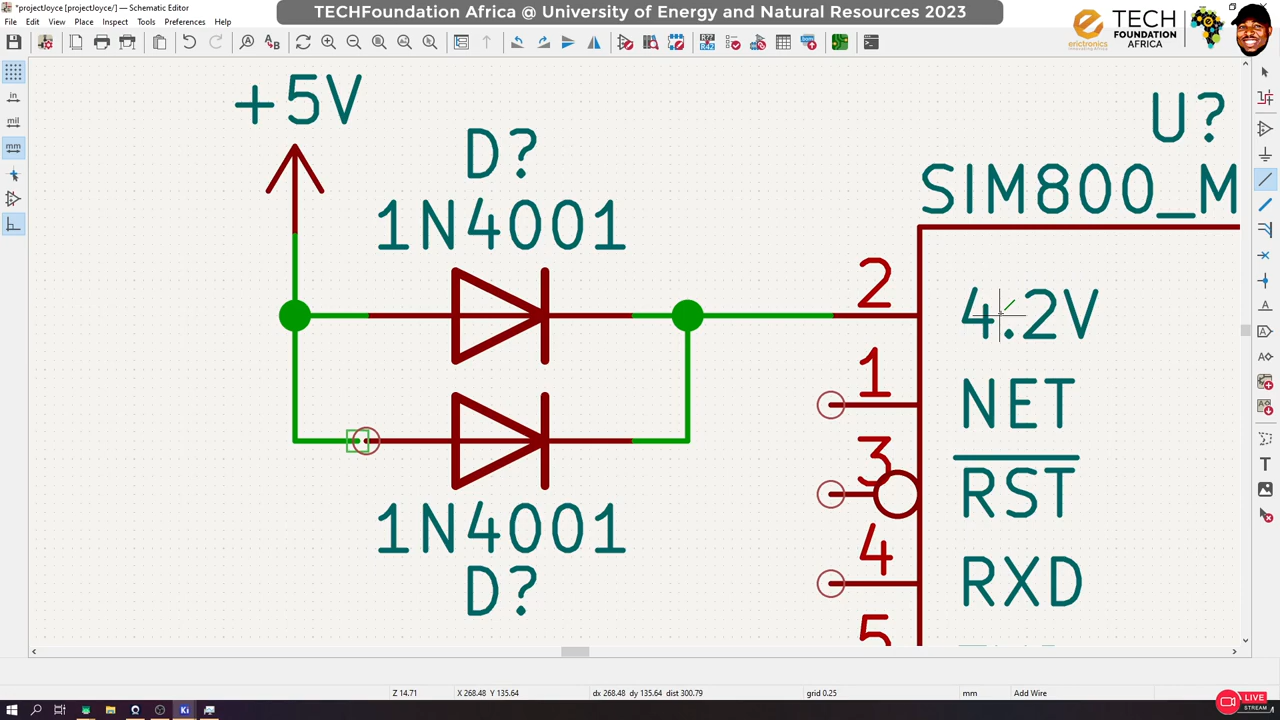 *projectJoyce [projectJoyce/] — Schematic Editor
TECHFoundation Africa @ University of Energy and Natural Resources 2023
File Edit View Place Inspect Tools Preferences Help
erictronics
TECH
FOUNDATION
AFRICA
in
mil
mm
+5V
D?
1N4001
U?
SIM800_M
2
4.2V
1
NET
3
RST
4
RXD
5
1N4001
D?
Z 14.71 X 268.48 Y 135.64 dx 268.48 dy 135.64 dist 300.79 grid 0.25 mm Add Wire
LIVE
STREAM